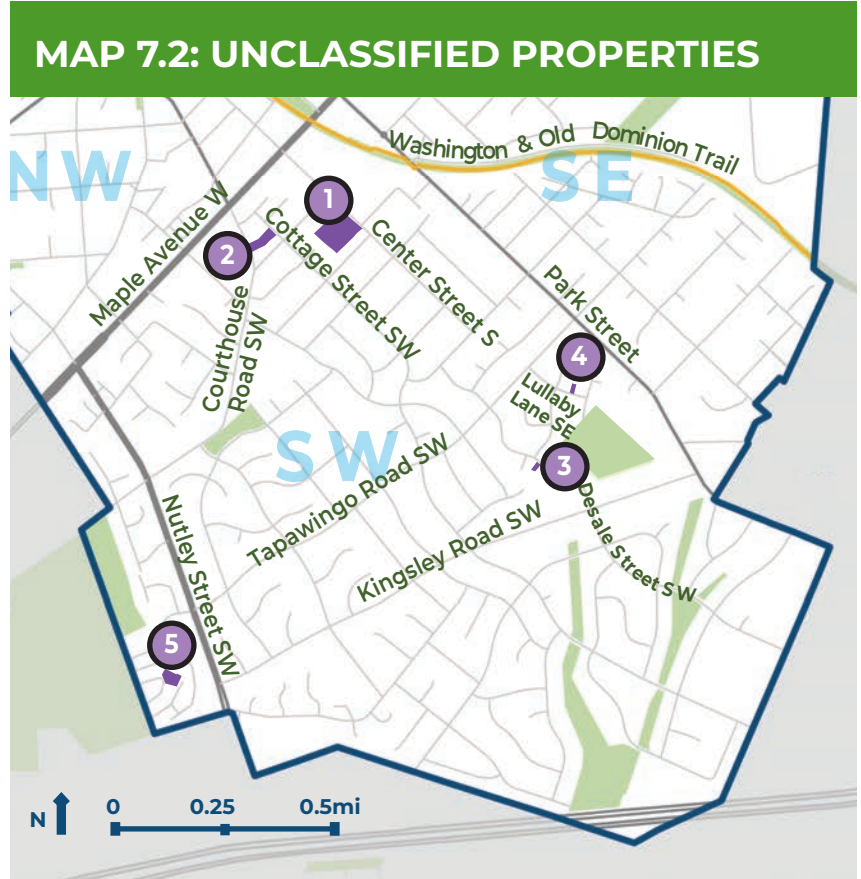 MAP 7.2: UNCLASSIFIED PROPERTIES
Washington & Old Dominion Trail
NW
SE
Maple Avenue W
1
2
Cottage Street SW
Center Street S
Courthouse
Road SW
Park Street
4
Lullaby
Lane SE
SW
Tapawingo Road SW
3
Kingsley Road SW
Desale Street SW
Nutley Street SW
5
N
0 0.25 0.5mi